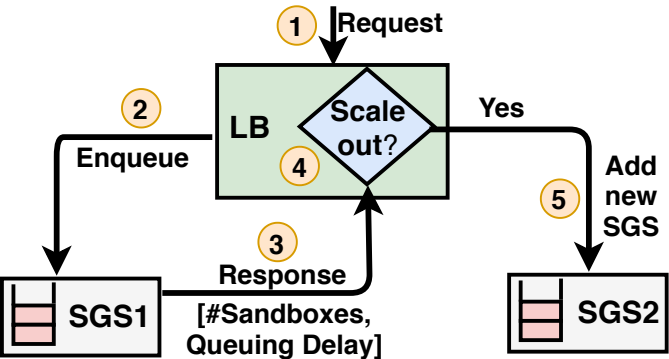 1
Request
2
Enqueue
LB
Scale
out?
4
Yes
Add
new
SGS
5
3
Response
[#Sandboxes,
Queuing Delay]
SGS1
SGS2